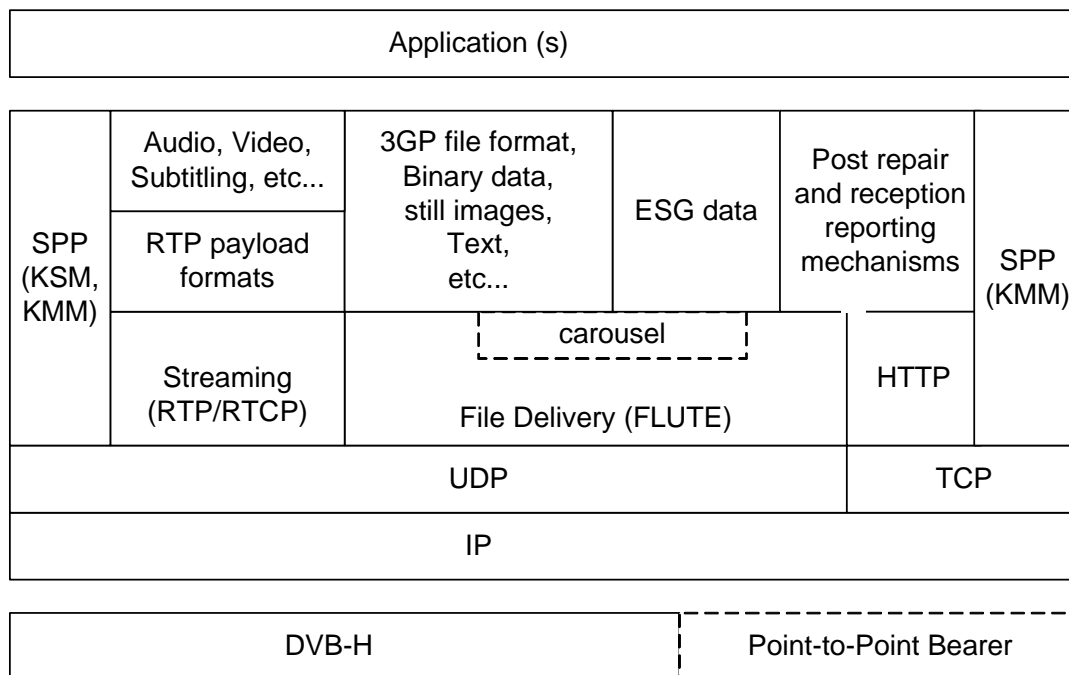 Application (s)
SPP
(KSM,
KMM)
Audio, Video,
Subtitling, etc...
RTP payload
formats
Streaming
(RTP/RTCP)
3GP file format,
Binary data,
still images,
Text,
etc...
ESG data
carousel
File Delivery (FLUTE)
Post repair
and reception
reporting
mechanisms
HTTP
SPP
(KMM)
UDP
TCP
IP
DVB-H
Point-to-Point Bearer